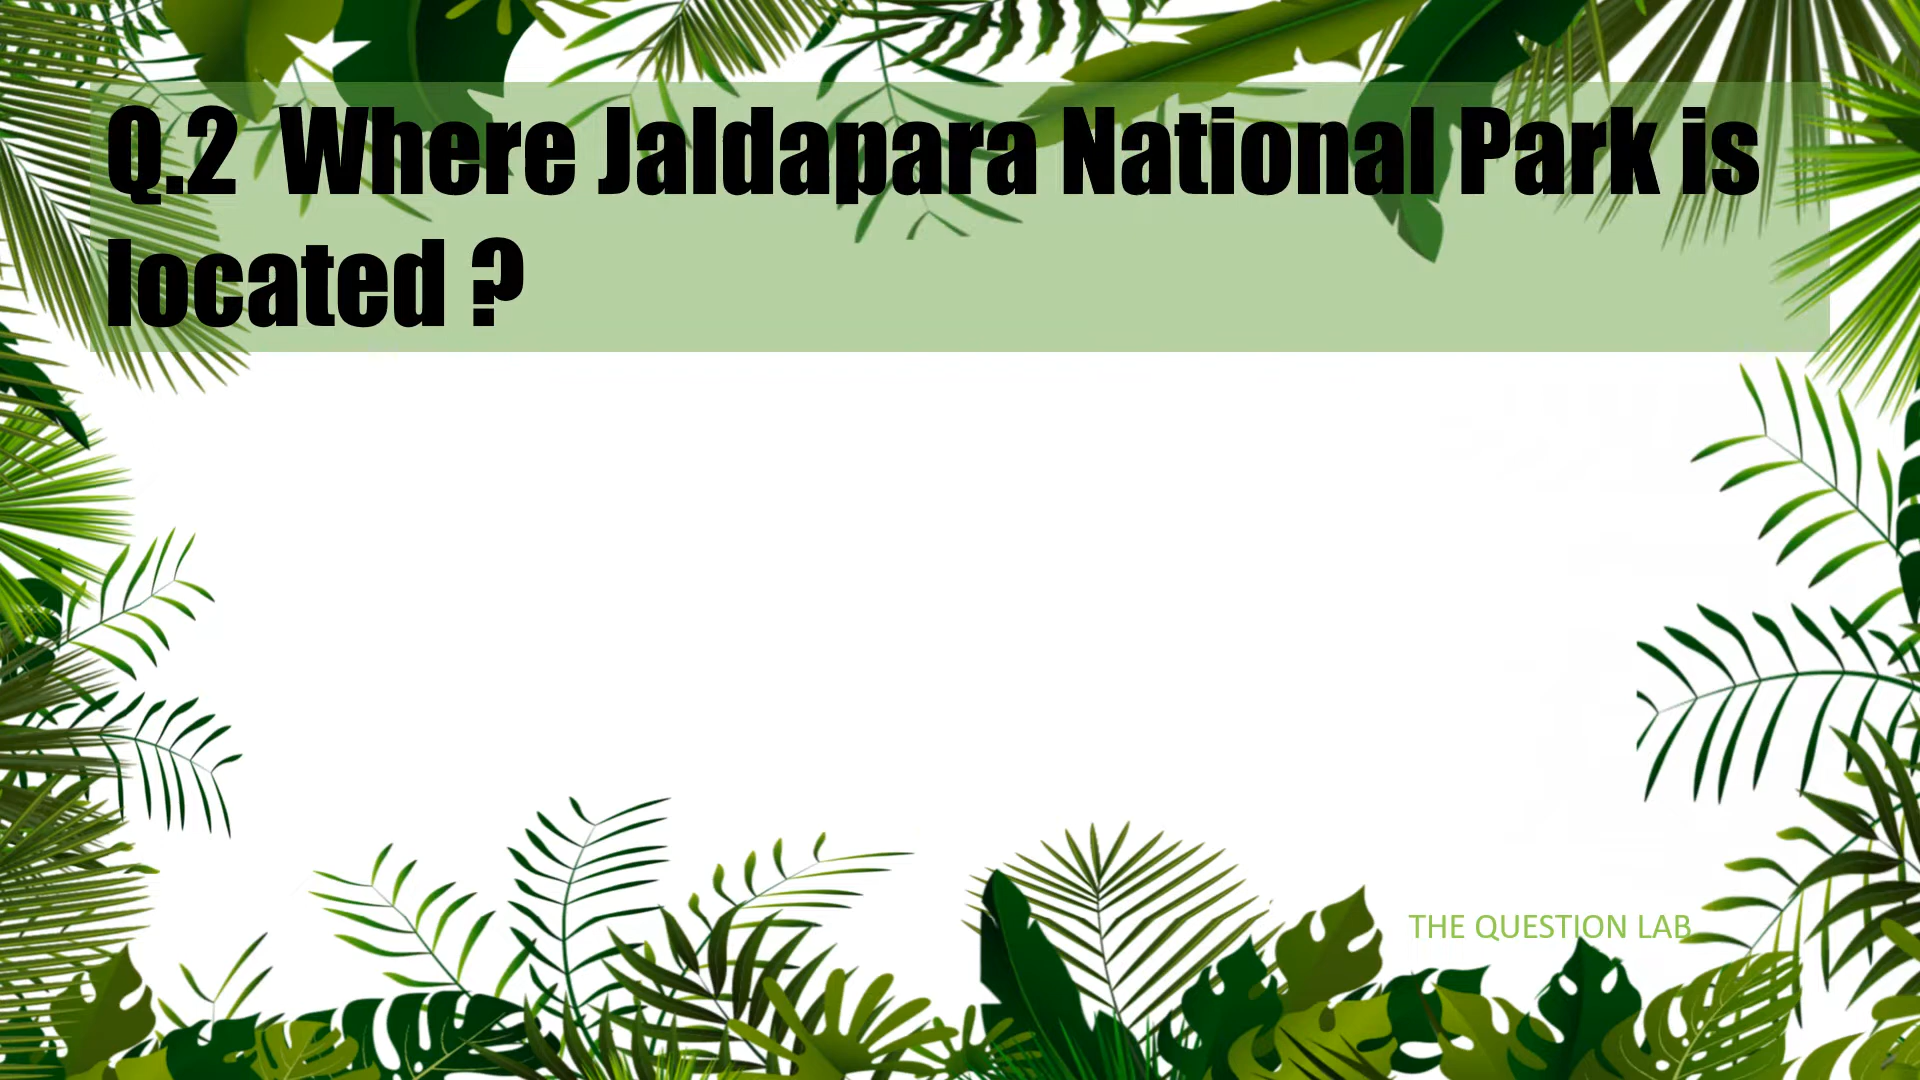 Q.2  Where Jaldapara National Park is
located ?
THE QUESTION LAB